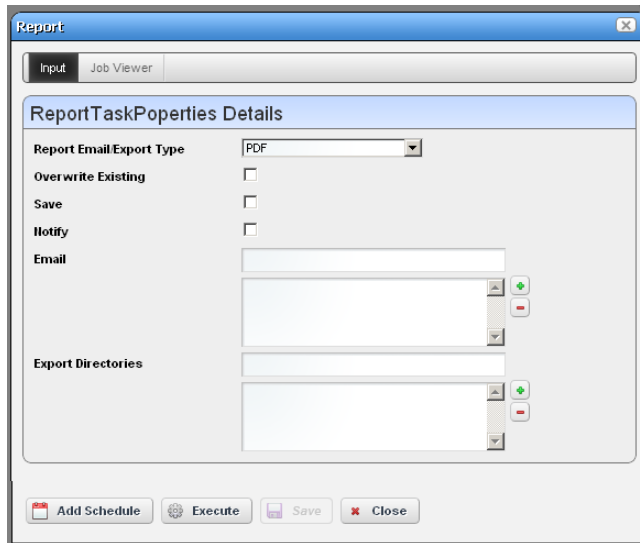 Report
Input Job Viewer
ReportTaskPoperties Details
Report Email/Export Type PDF
Overwrite Existing
Save
Notify
Email
Export Directories
Add Schedule Execute Save Close